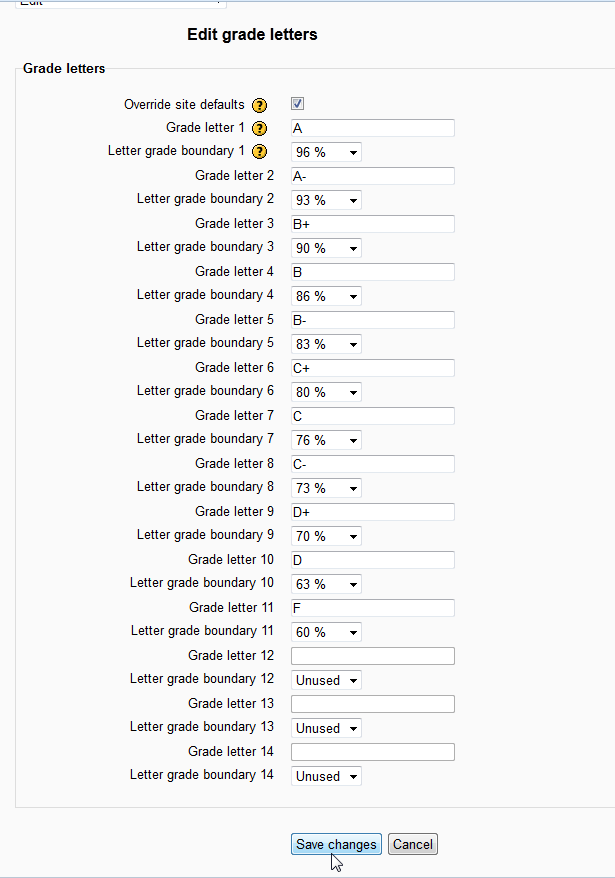 Edit
Edit grade letters
Grade letters
Override site defaults ?
Grade letter 1 ? A
Letter grade boundary 1 ? 96 %
Grade letter 2 A-
Letter grade boundary 2 93 %
Grade letter 3 B+
Letter grade boundary 3 90 %
Grade letter 4 B
Letter grade boundary 4 86 %
Grade letter 5 B-
Letter grade boundary 5 83 %
Grade letter 6 C+
Letter grade boundary 6 80 %
Grade letter 7 C
Letter grade boundary 7 76 %
Grade letter 8 C-
Letter grade boundary 8 73 %
Grade letter 9 D+
Letter grade boundary 9 70 %
Grade letter 10 D
Letter grade boundary 10 63 %
Grade letter 11 F
Letter grade boundary 11 60 %
Grade letter 12
Letter grade boundary 12 Unused
Grade letter 13
Letter grade boundary 13 Unused
Grade letter 14
Letter grade boundary 14 Unused
Save changes Cancel